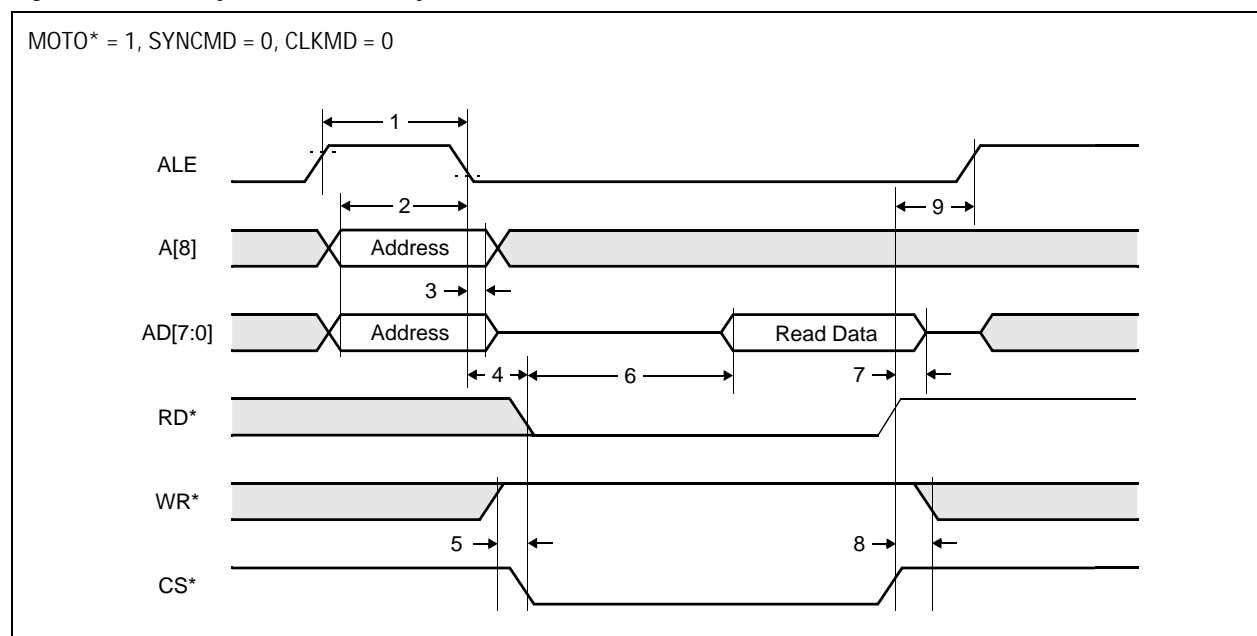 MOTO* = 1, SYNCMD = 0, CLKMD = 0
1
ALE
2
9
A[8]
Address
3
AD[7:0]
Address
Read Data
4
6
7
RD*
WR*
5
8
CS*